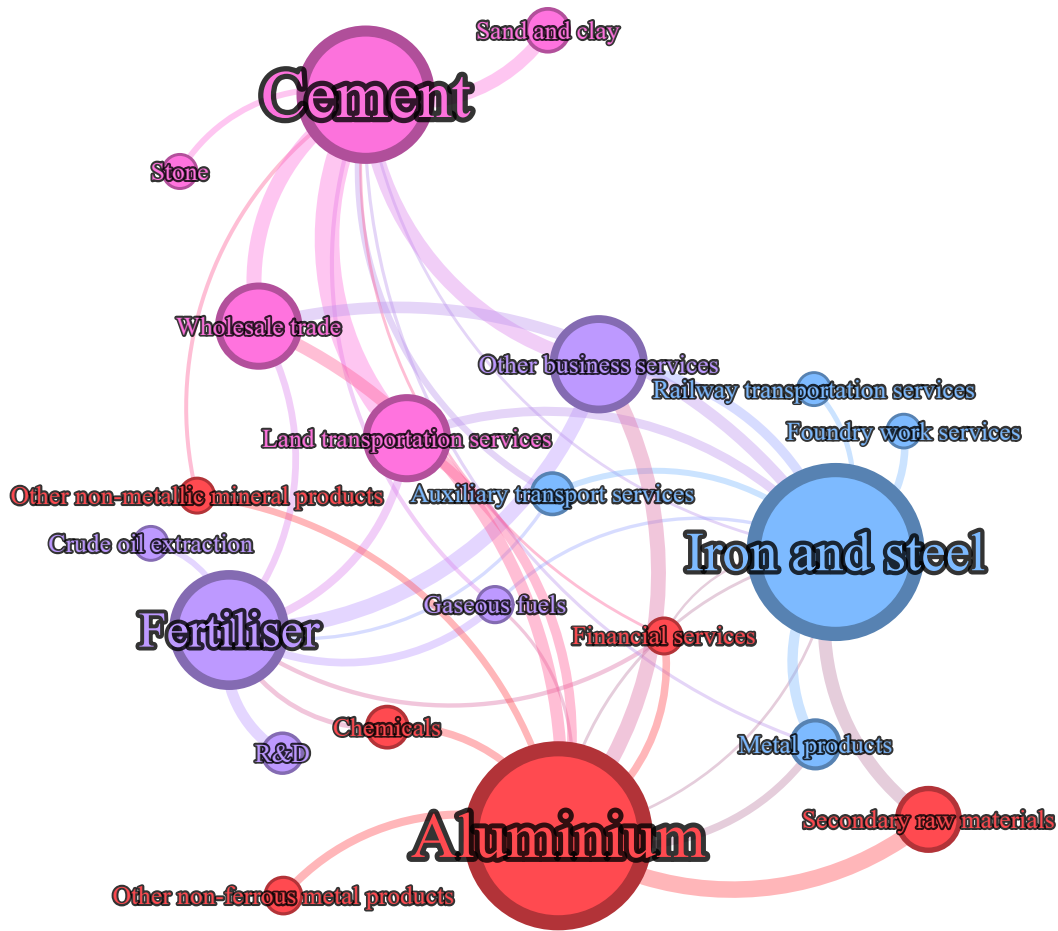 Sand and clay
Cement
Stone
Wholesale trade
Other business services
Railway transportation services
Foundry work services
Land transportation services
Other non-metallic mineral products
Auxiliary transport services
Crude oil extraction
Iron and steel
Gaseous fuels
Fertiliser
Financial services
Chemicals
R&D
Metal products
Secondary raw materials
Aluminium
Other non-ferrous metal products